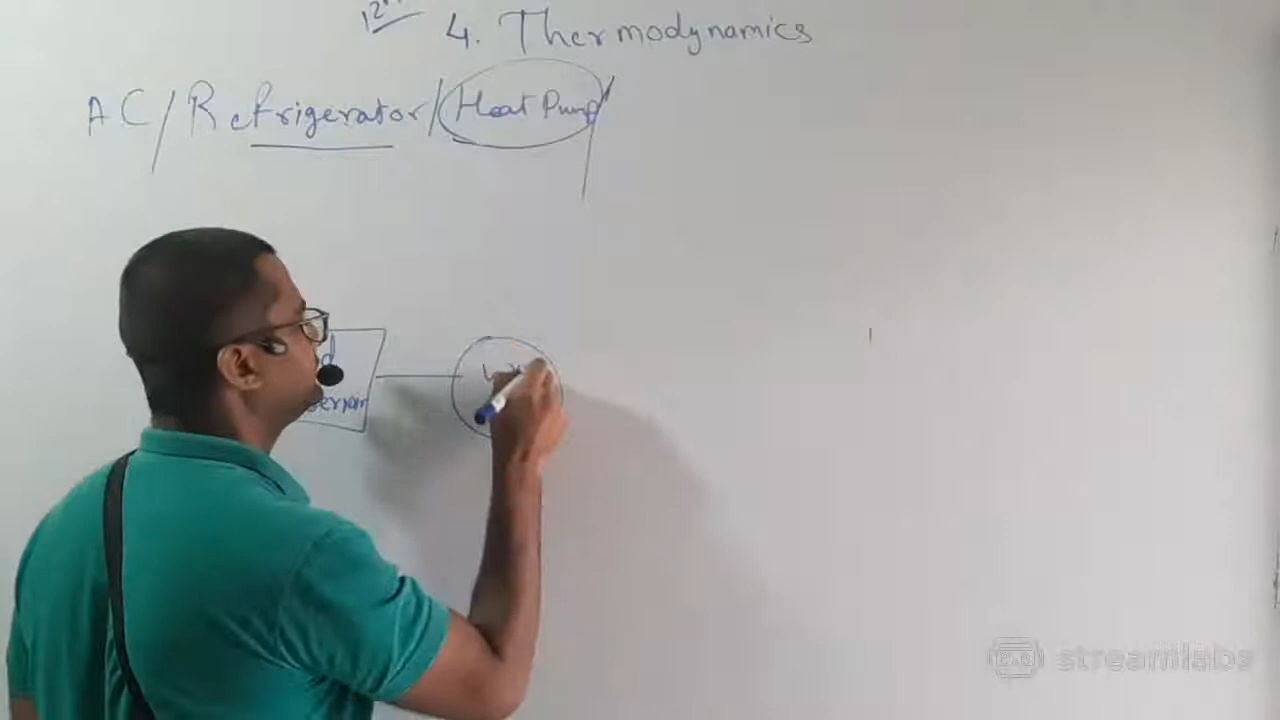 12th
4. Thermodynamics
AC/Refrigerator/Heat Pump/
streamlabs